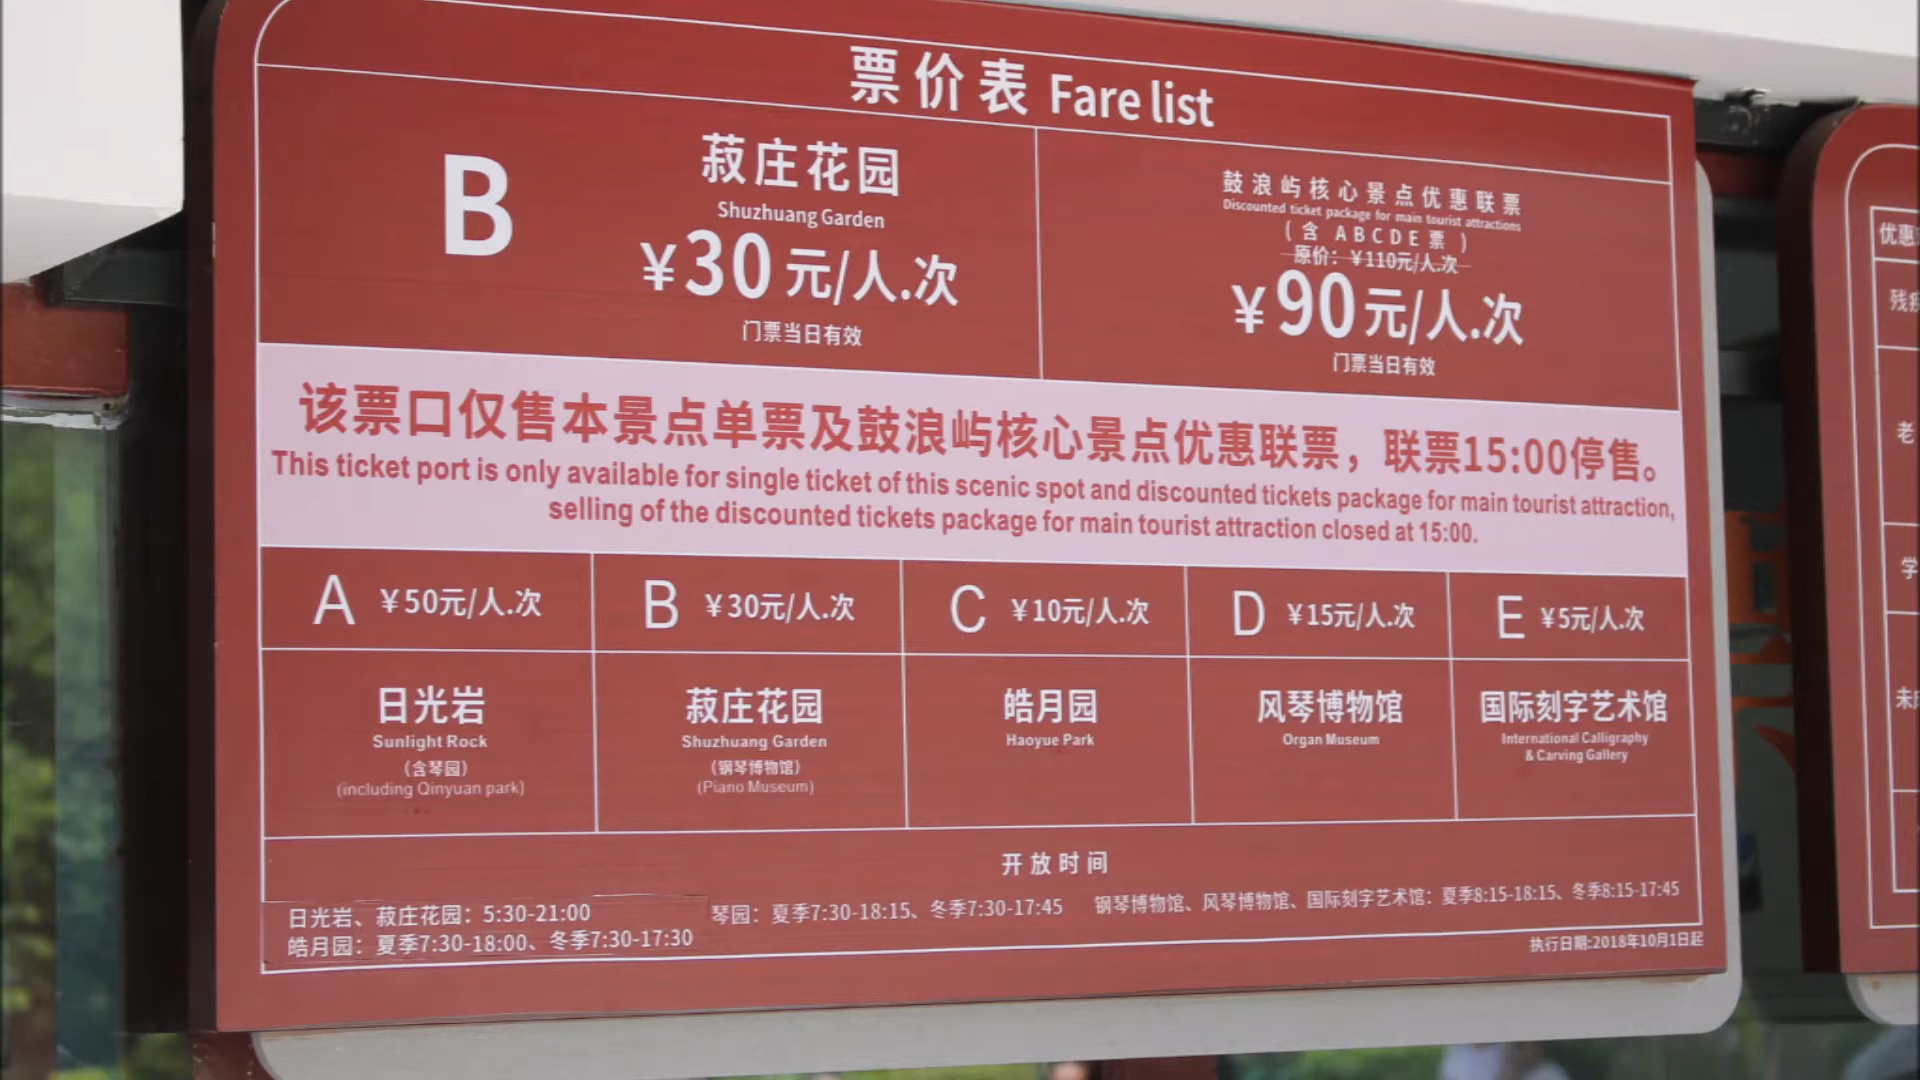 票价表 Fare list
B
菽庄花园
Shuzhuang Garden
¥30元/人.次
门票当日有效
鼓浪屿核心景点优惠联票
Discounted ticket package for main tourist attractions
(含 ABCDE票)
原价：¥110元/人.次
¥90元/人.次
门票当日有效
该票口仅售本景点单票及鼓浪屿核心景点优惠联票，联票15:00停售。
This ticket port is only available for single ticket of this scenic spot and discounted tickets package for main tourist attraction,
selling of the discounted tickets package for main tourist attraction closed at 15:00.
A ¥50元/人.次
B ¥30元/人.次
C ¥10元/人.次
D ¥15元/人.次
E ¥5元/人.次
日光岩
Sunlight Rock
(含琴园)
(including Qinyuan park)
菽庄花园
Shuzhuang Garden
(钢琴博物馆)
(Piano Museum)
皓月园
Haoyue Park
风琴博物馆
Organ Museum
国际刻字艺术馆
International Calligraphy
& Carving Gallery
开放时间
日光岩、菽庄花园：5:30-21:00
皓月园：夏季7:30-18:00、冬季7:30-17:30
琴园：夏季7:30-18:15、冬季7:30-17:45
钢琴博物馆、风琴博物馆、国际刻字艺术馆：夏季8:15-18:15、冬季8:15-17:45
执行日期:2018年10月1日起
优惠
残
老
学
未